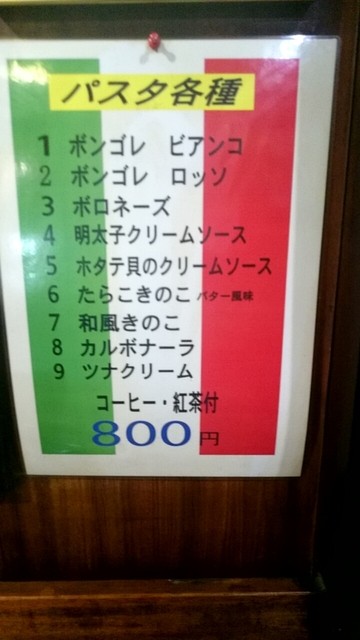 パスタ各種
1 ボンゴレ ビアンコ
2 ボンゴレ ロッソ
3 ボロネーズ
4 明太子クリームソース
5 ホタテ貝のクリームソース
6 たらこきのこ バター風味
7 和風きのこ
8 カルボナーラ
9 ツナクリーム
コーヒー・紅茶付
800円